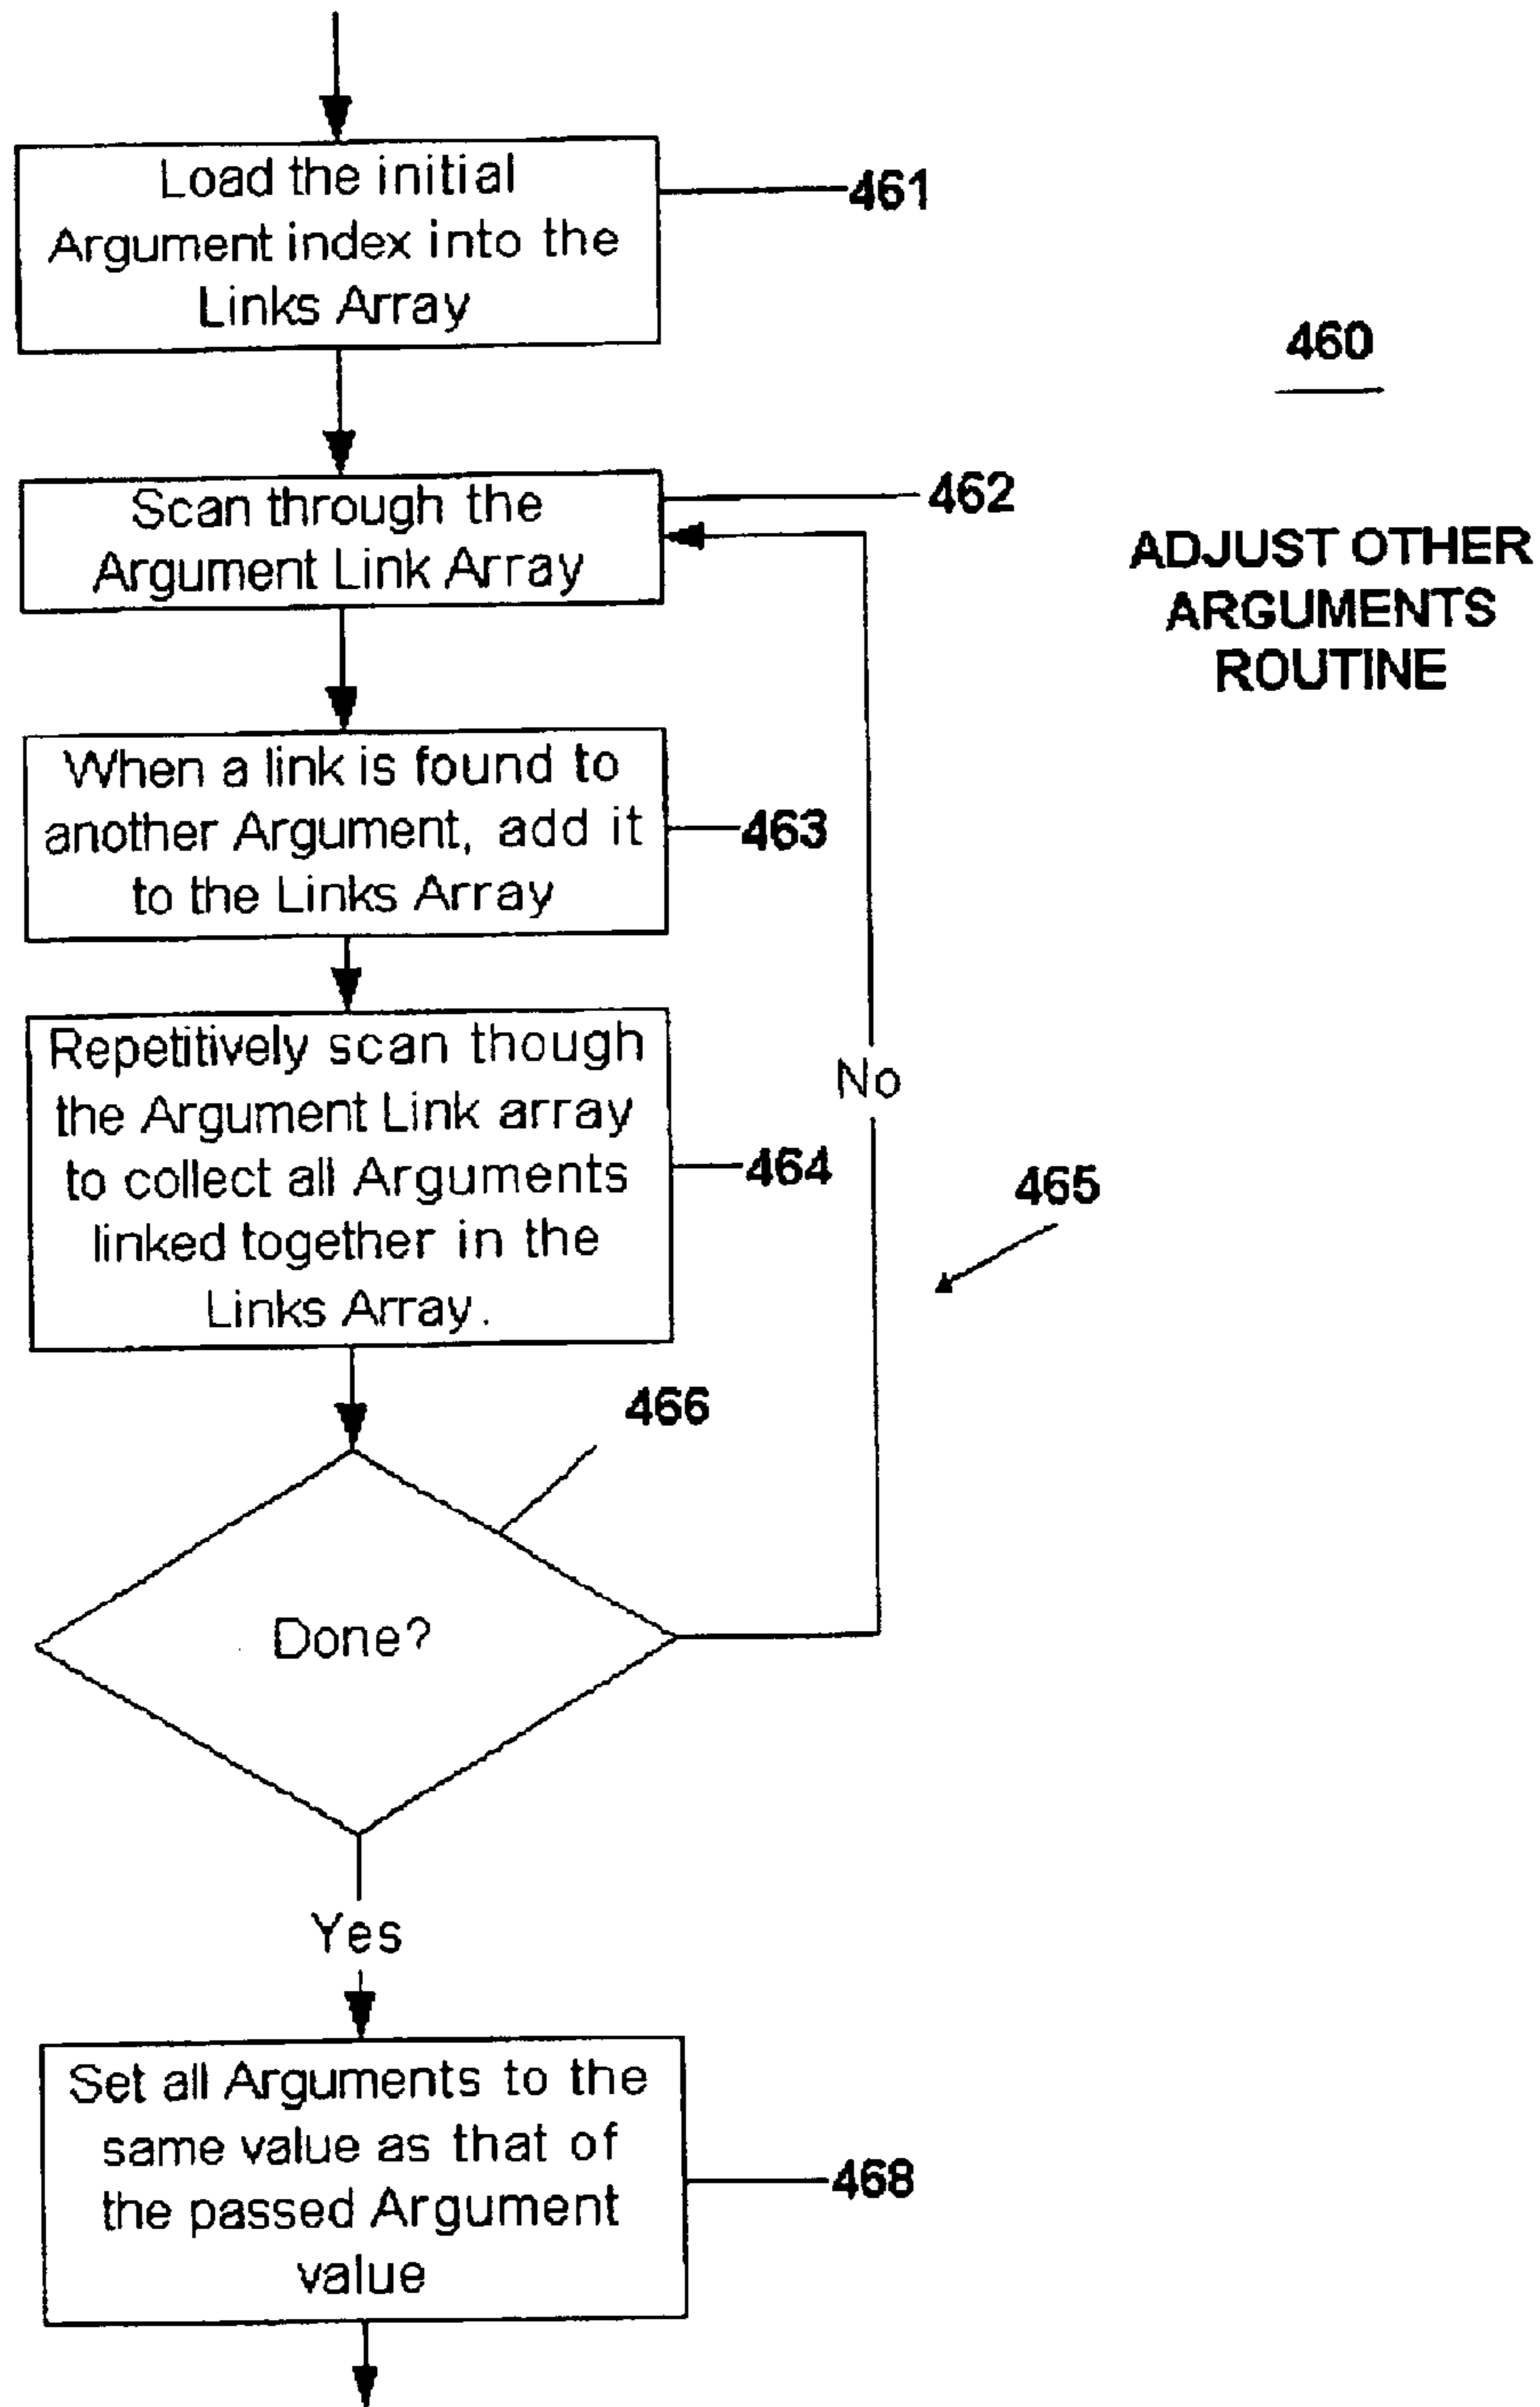 Load the initial
Argument index into the
Links Array
461
460
ADJUST OTHER
ARGUMENTS
ROUTINE
Scan through the
Argument Link Array
462
When a link is found to
another Argument, add it
to the Links Array
463
Repetitively scan though
the Argument Link array
to collect all Arguments
linked together in the
Links Array.
464
No
465
466
Done?
Yes
Set all Arguments to the
same value as that of
the passed Argument
value
468